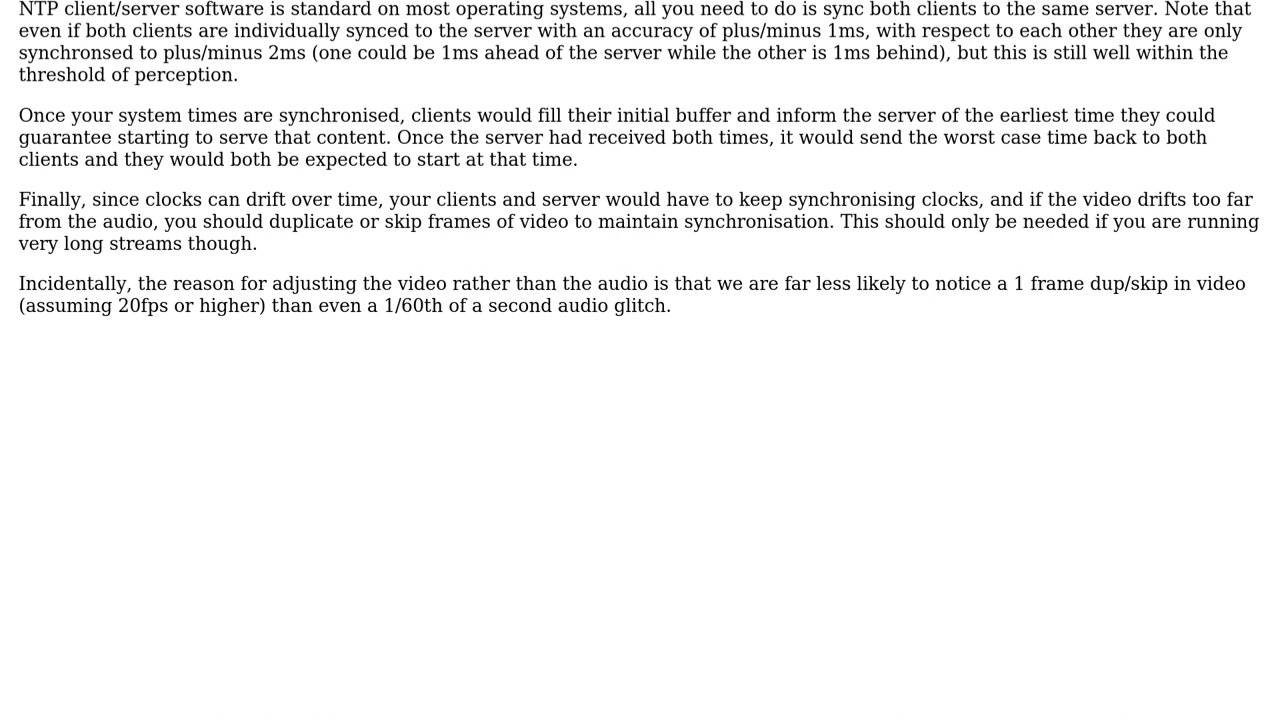 NTP client/server software is standard on most operating systems, all you need to do is sync both clients to the same server. Note that
even if both clients are individually synced to the server with an accuracy of plus/minus 1ms, with respect to each other they are only
synchronsed to plus/minus 2ms (one could be 1ms ahead of the server while the other is 1ms behind), but this is still well within the
threshold of perception.
Once your system times are synchronised, clients would fill their initial buffer and inform the server of the earliest time they could
guarantee starting to serve that content. Once the server had received both times, it would send the worst case time back to both
clients and they would both be expected to start at that time.
Finally, since clocks can drift over time, your clients and server would have to keep synchronising clocks, and if the video drifts too far
from the audio, you should duplicate or skip frames of video to maintain synchronisation. This should only be needed if you are running
very long streams though.
Incidentally, the reason for adjusting the video rather than the audio is that we are far less likely to notice a 1 frame dup/skip in video
(assuming 20fps or higher) than even a 1/60th of a second audio glitch.